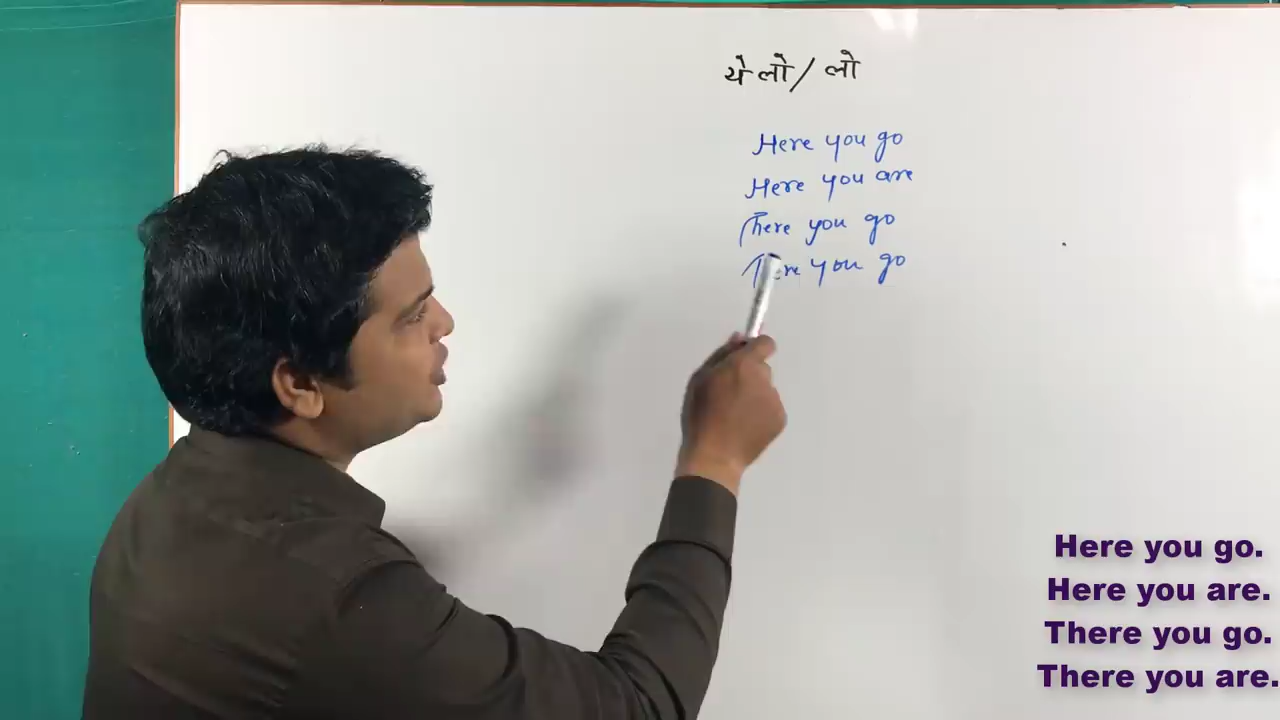 ये लो / लो
Here you go
Here you are
There you go
you go
Here you go.
Here you are.
There you go.
There you are.